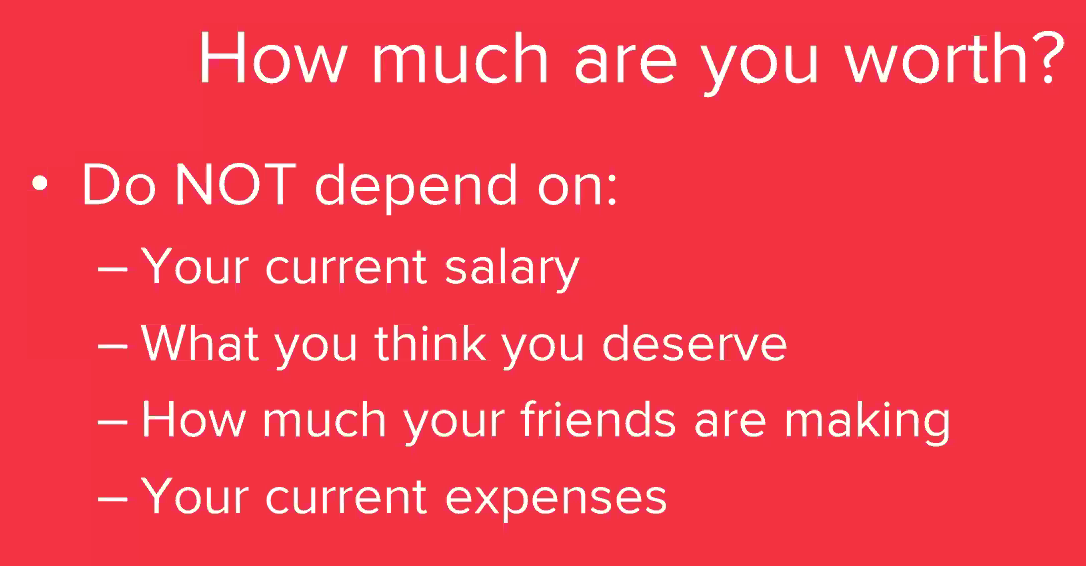 How much are you worth?
• Do NOT depend on:
– Your current salary
– What you think you deserve
– How much your friends are making
– Your current expenses